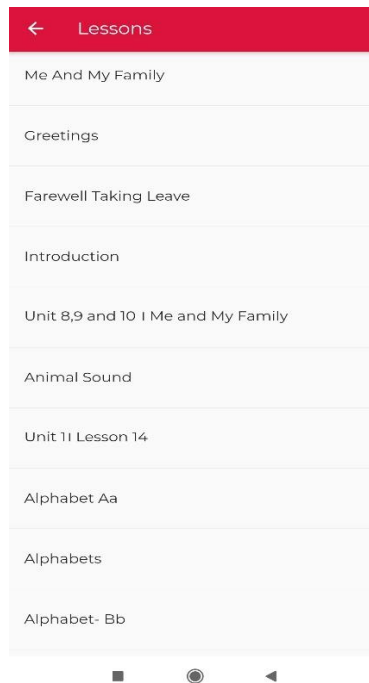 Lessons
Me And My Family
Greetings
Farewell Taking Leave
Introduction
Unit 8,9 and 10 । Me and My Family
Animal Sound
Unit 1। Lesson 14
Alphabet Aa
Alphabets
Alphabet- Bb